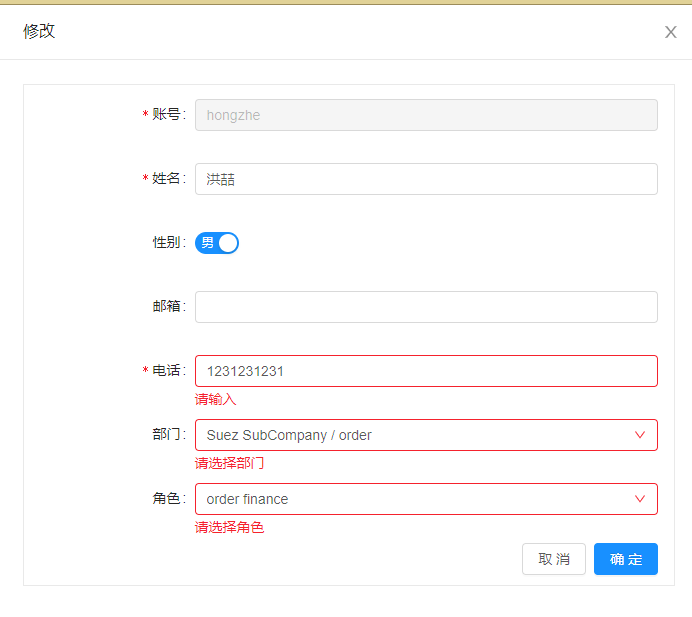 修改
* 账号:
hongzhe
* 姓名:
洪喆
性别:
男
邮箱:
* 电话:
1231231231
请输入
部门:
Suez SubCompany / order
请选择部门
角色:
order finance
请选择角色
取 消
确 定